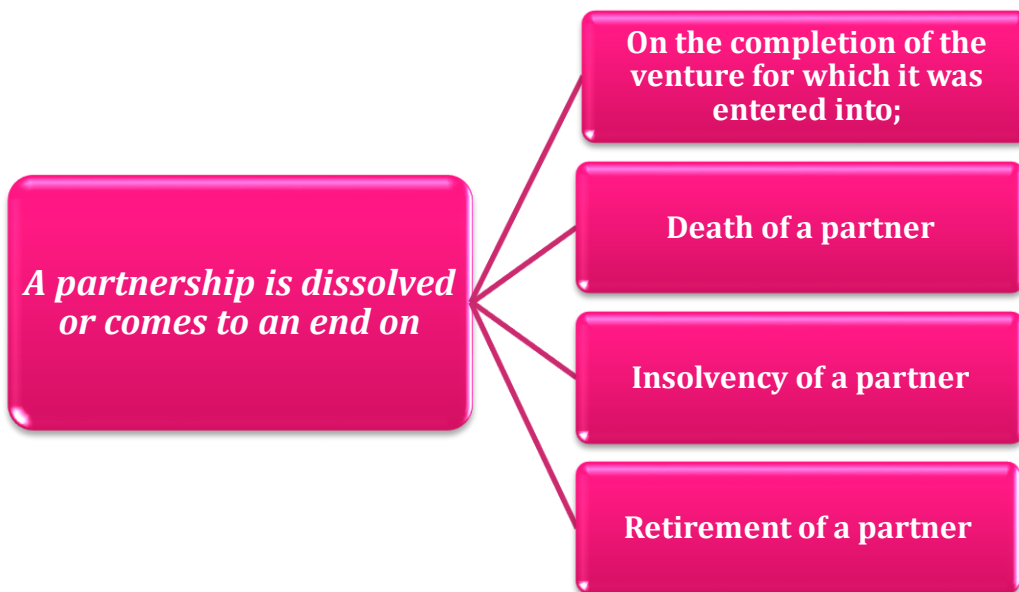 A partnership is dissolved
or comes to an end on
On the completion of the
venture for which it was
entered into;
Death of a partner
Insolvency of a partner
Retirement of a partner